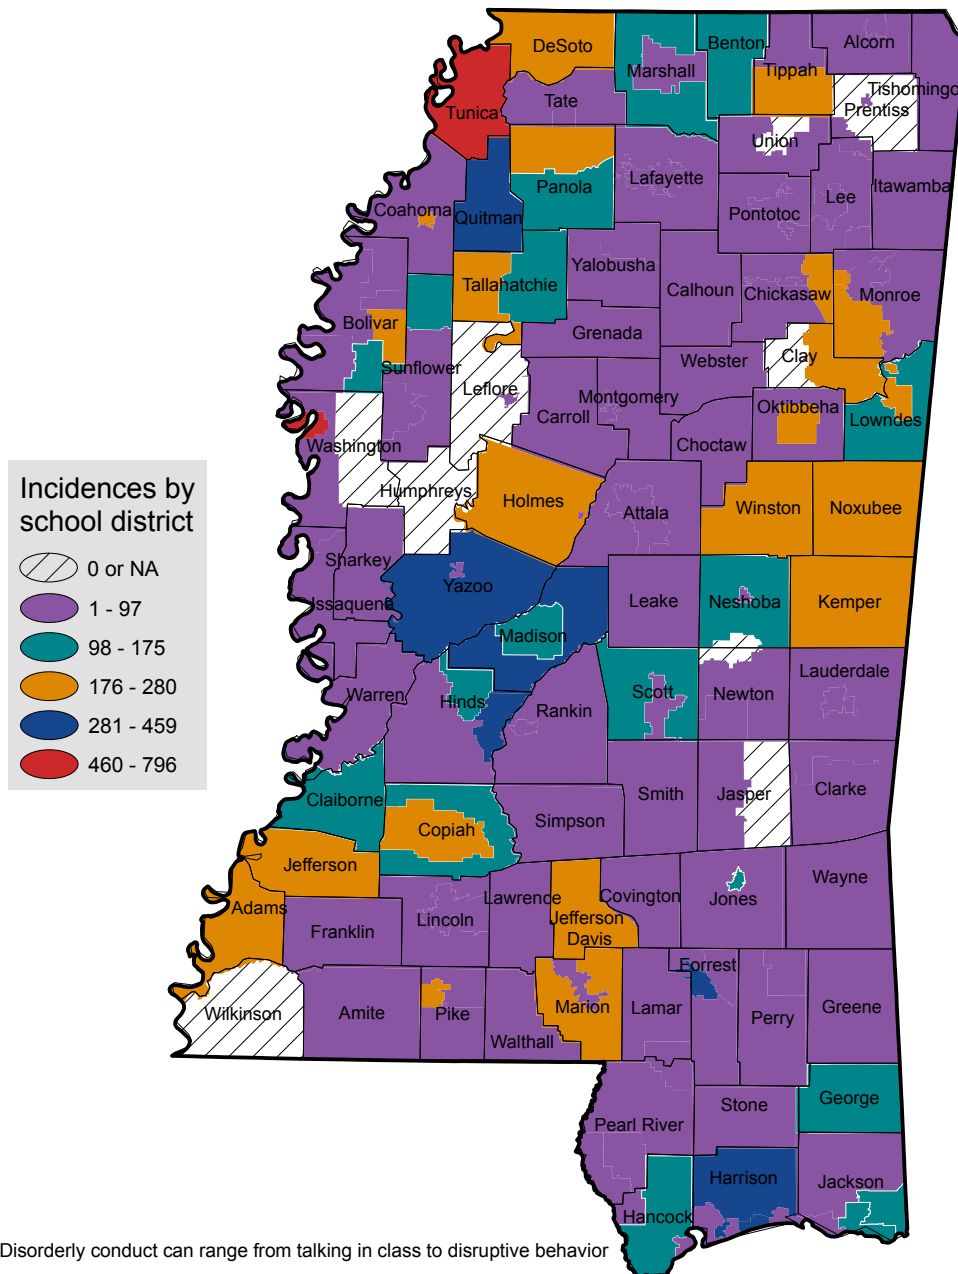 DeSoto
Benton
Alcorn
Marshall
Tippah
Tishomingo
Tate
Prentiss
Tunica
Union
Panola
Lafayette
Lee
Itawamba
Coahoma
Quitman
Pontotoc
Yalobusha
Tallahatchie
Calhoun
Chickasaw
Monroe
Bolivar
Grenada
Sunflower
Webster
Clay
Leflore
Montgomery
Carroll
Oktibbeha
Lowndes
Washington
Choctaw
Humphreys
Holmes
Attala
Winston
Noxubee
Incidences by
school district
0 or NA
1 - 97
98 - 175
176 - 280
281 - 459
460 - 796
Sharkey
Issaquena
Yazoo
Leake
Neshoba
Kemper
Madison
Warren
Hinds
Rankin
Scott
Newton
Lauderdale
Claiborne
Copiah
Simpson
Smith
Jasper
Clarke
Jefferson
Adams
Franklin
Lincoln
Lawrence
Jefferson
Davis
Covington
Jones
Wayne
Wilkinson
Amite
Pike
Walthall
Marion
Lamar
Forrest
Perry
Greene
Pearl River
Stone
George
Hancock
Harrison
Jackson
Disorderly conduct can range from talking in class to disruptive behavior